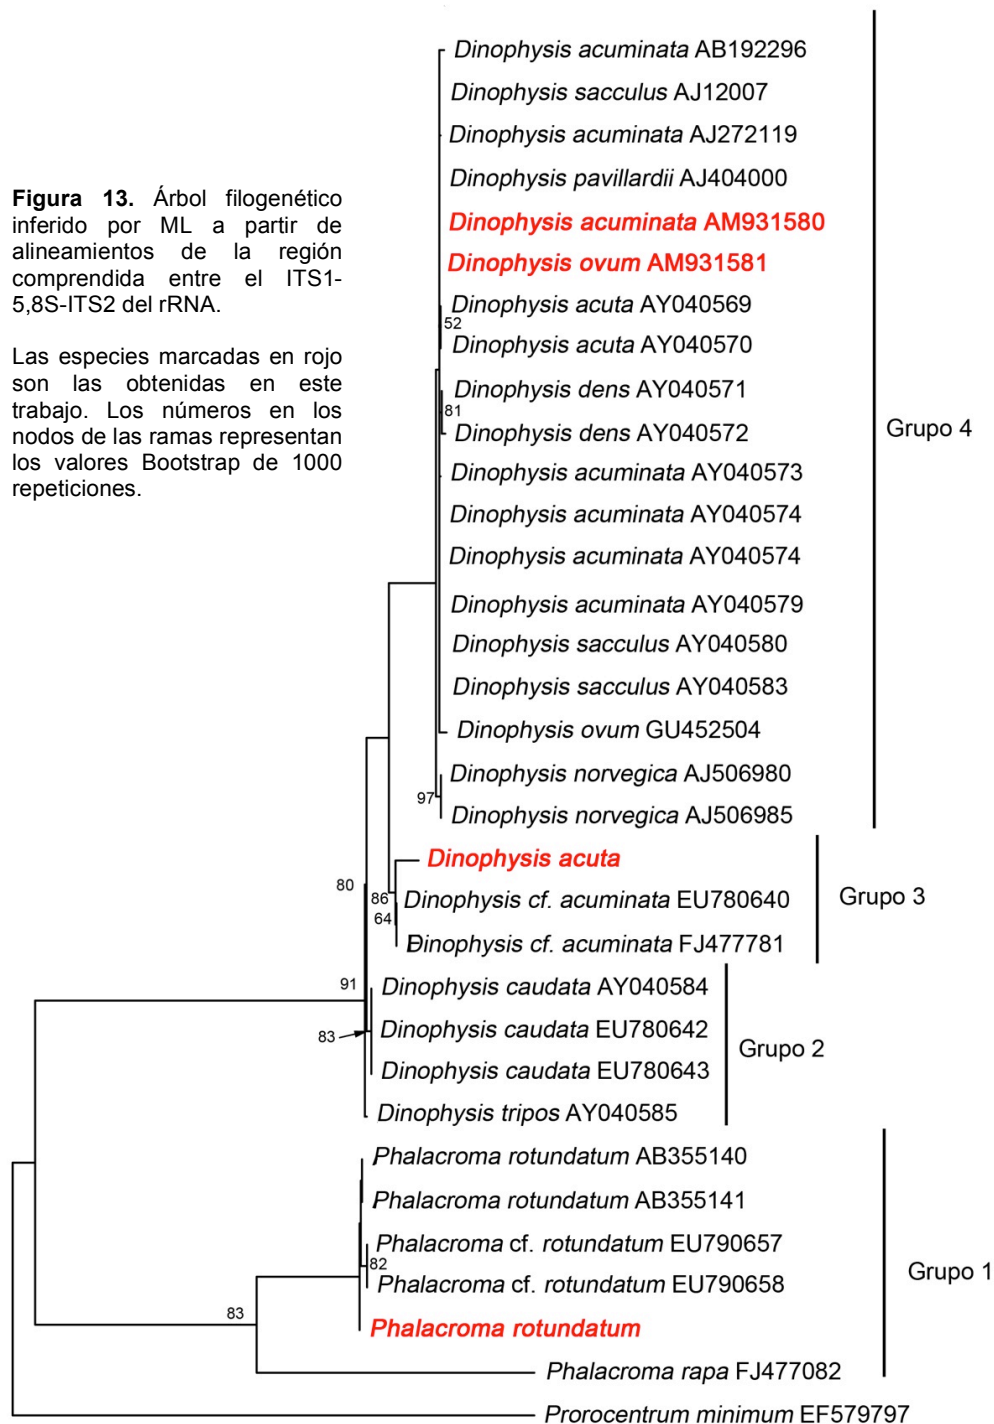 Figura 13. Árbol filogenético
inferido por ML a partir de
alineamientos de la región
comprendida entre el ITS1-
5,8S-ITS2 del rRNA.
Las especies marcadas en rojo
son las obtenidas en este
trabajo. Los números en los
nodos de las ramas representan
los valores Bootstrap de 1000
repeticiones.
Dinophysis acuminata AB192296
Dinophysis sacculus AJ12007
Dinophysis acuminata AJ272119
Dinophysis pavillardii AJ404000
Dinophysis acuminata AM931580
Dinophysis ovum AM931581
Dinophysis acuta AY040569
52
Dinophysis acuta AY040570
Dinophysis dens AY040571
81
Dinophysis dens AY040572
Grupo 4
Dinophysis acuminata AY040573
Dinophysis acuminata AY040574
Dinophysis acuminata AY040574
Dinophysis acuminata AY040579
Dinophysis sacculus AY040580
Dinophysis sacculus AY040583
Dinophysis ovum GU452504
Dinophysis norvegica AJ506980
97
Dinophysis norvegica AJ506985
Dinophysis acuta
80
86
Dinophysis cf. acuminata EU780640
Grupo 3
64
Dinophysis cf. acuminata FJ477781
91
Dinophysis caudata AY040584
83
Dinophysis caudata EU780642
Grupo 2
Dinophysis caudata EU780643
Dinophysis tripos AY040585
Phalacroma rotundatum AB355140
Phalacroma rotundatum AB355141
Phalacroma cf. rotundatum EU790657
82
Grupo 1
Phalacroma cf. rotundatum EU790658
83
Phalacroma rotundatum
Phalacroma rapa FJ477082
Prorocentrum minimum EF579797